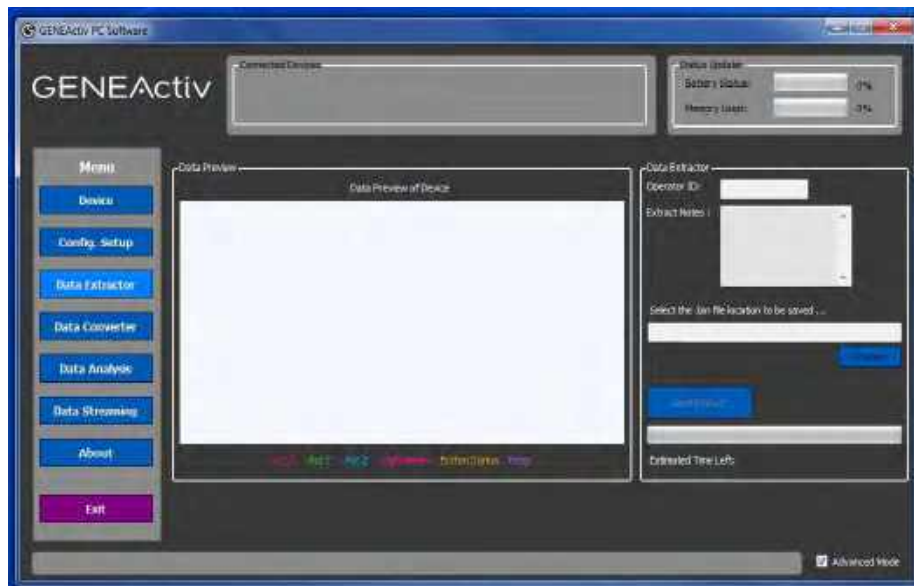 GENEActiv PC Software
GENEActiv
Connected Devices
Status Update
Battery Status: 0%
Memory Used: 0%
Menu
Device
Config. Setup
Data Extractor
Data Converter
Data Analysis
Data Streaming
About
Exit
Data Preview
Data Preview of Device
Button Status
Data Extractor
Operator ID:
Extract Notes :
Select the .bin file location to be saved ...
Estimated Time Left:
Advanced Mode